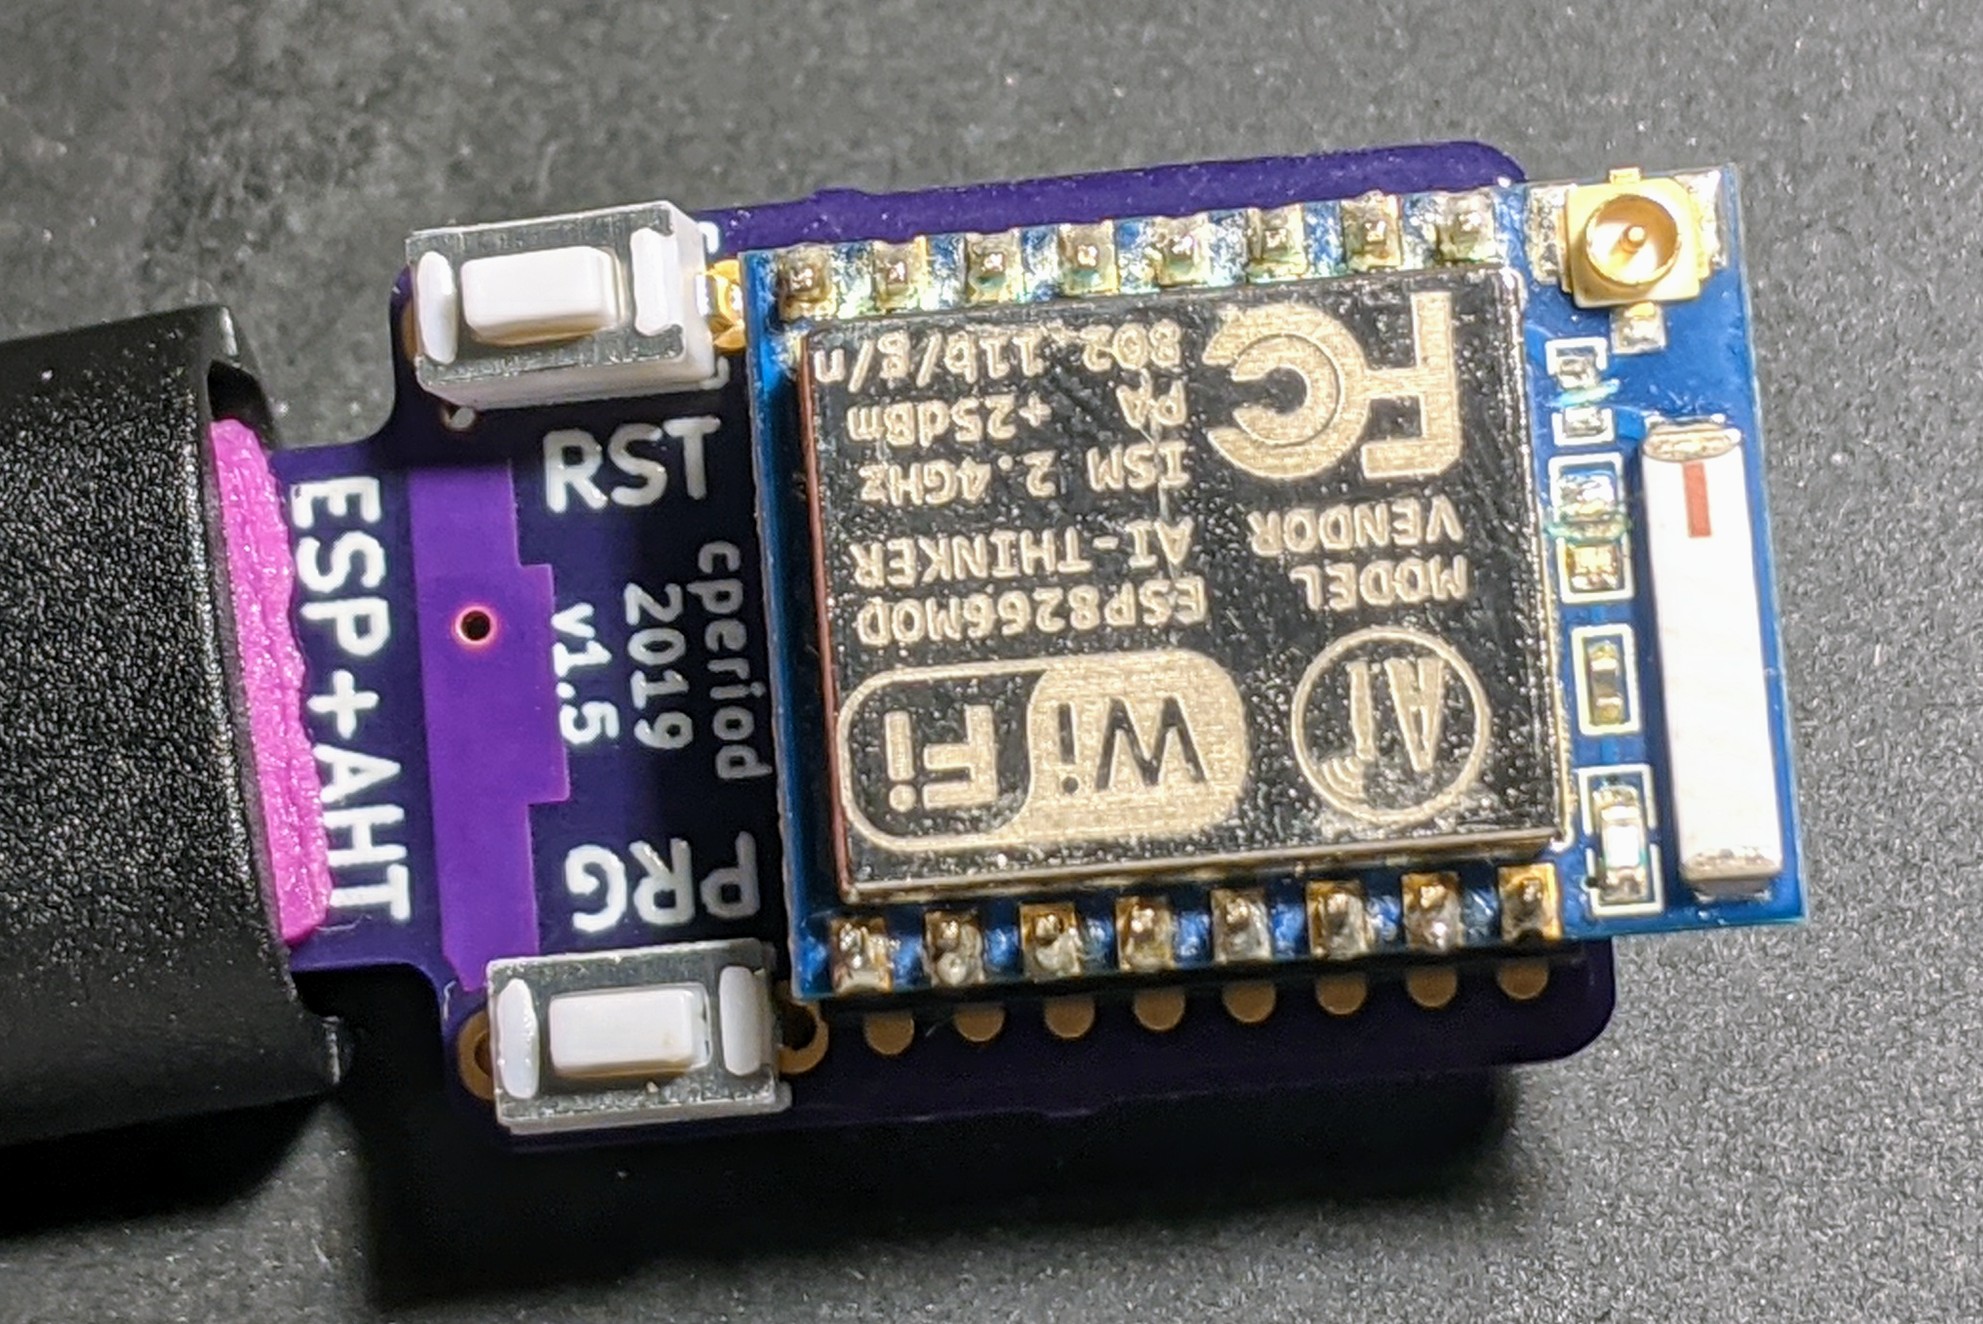 ESP+AHT
RST
cperiod
2019
v1.5
PRG
WiFi
AI
ESP8266MOD
AI-THINKER
ISM 2.4GHz
PA +25dBm
802.11b/g/n
MODEL
VENDOR
FC